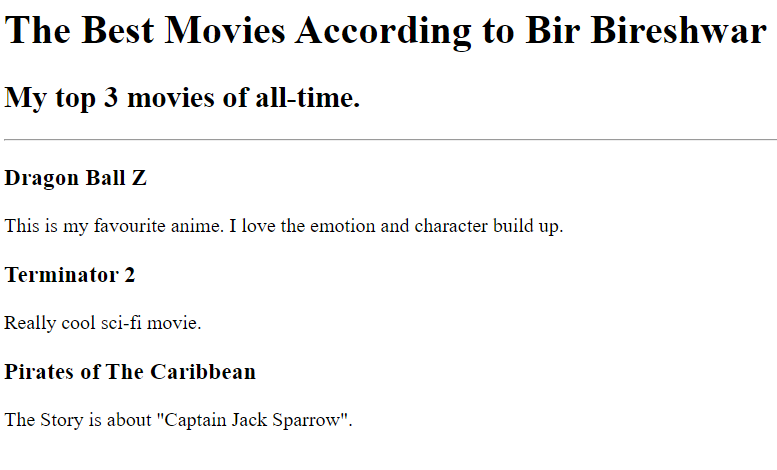 The Best Movies According to Bir Bireshwar
My top 3 movies of all-time.
Dragon Ball Z
This is my favourite anime. I love the emotion and character build up.
Terminator 2
Really cool sci-fi movie.
Pirates of The Caribbean
The Story is about "Captain Jack Sparrow".